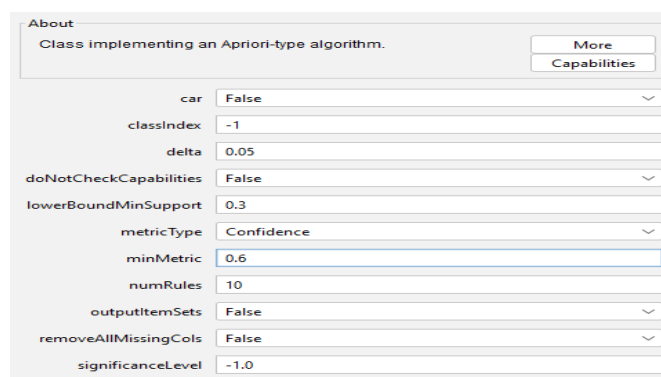 About
Class implementing an Apriori-type algorithm.
More
Capabilities
car False
classIndex -1
delta 0.05
doNotCheckCapabilities False
lowerBoundMinSupport 0.3
metricType Confidence
minMetric 0.6
numRules 10
outputItemSets False
removeAllMissingCols False
significanceLevel -1.0